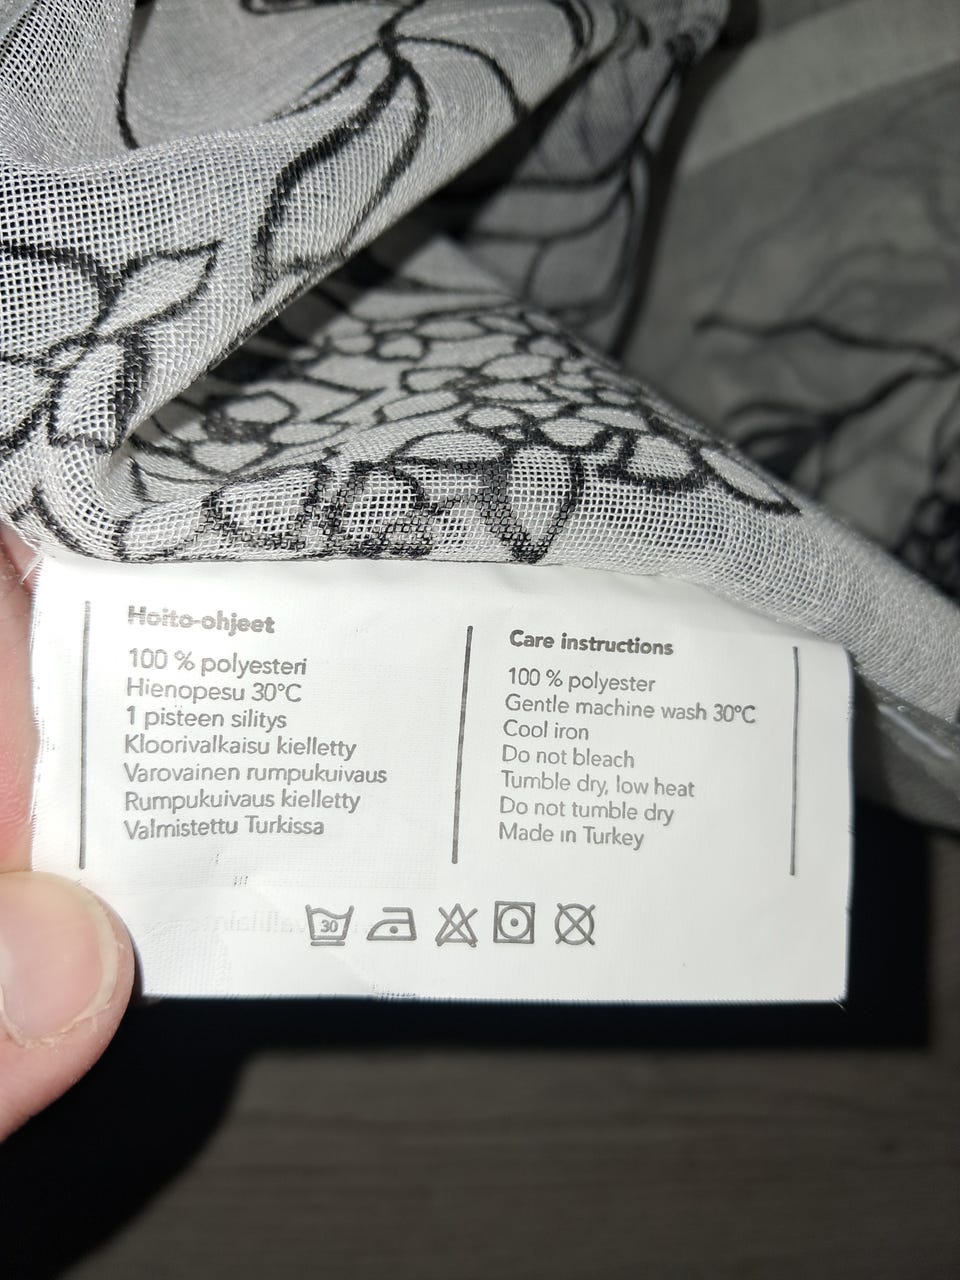 Hoito-ohjeet
100 % polyesteri
Hienopesu 30°C
1 pisteen silitys
Kloorivalkaisu kielletty
Varovainen rumpukuivaus
Rumpukuivaus kielletty
Valmistettu Turkissa
Care instructions
100 % polyester
Gentle machine wash 30°C
Cool iron
Do not bleach
Tumble dry, low heat
Do not tumble dry
Made in Turkey
30